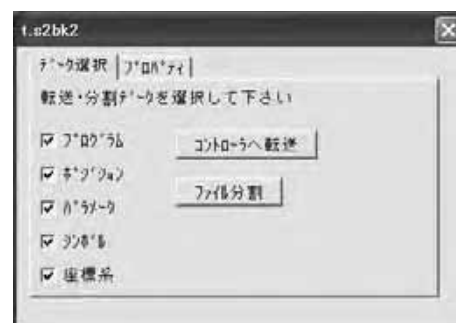 t.s2bk2
ﾃﾞｰﾀ選択 ﾌﾟﾛﾊﾟﾃｨ
転送・分割ﾃﾞｰﾀを選択して下さい
ﾌﾟﾛｸﾞﾗﾑ ｺﾝﾄﾛｰﾗへ転送
ﾎﾟｼﾞｼｮﾝ
ﾌｧｲﾙ分割
ﾊﾟﾗﾒｰﾀ
ｼﾝﾎﾞﾙ
座標系